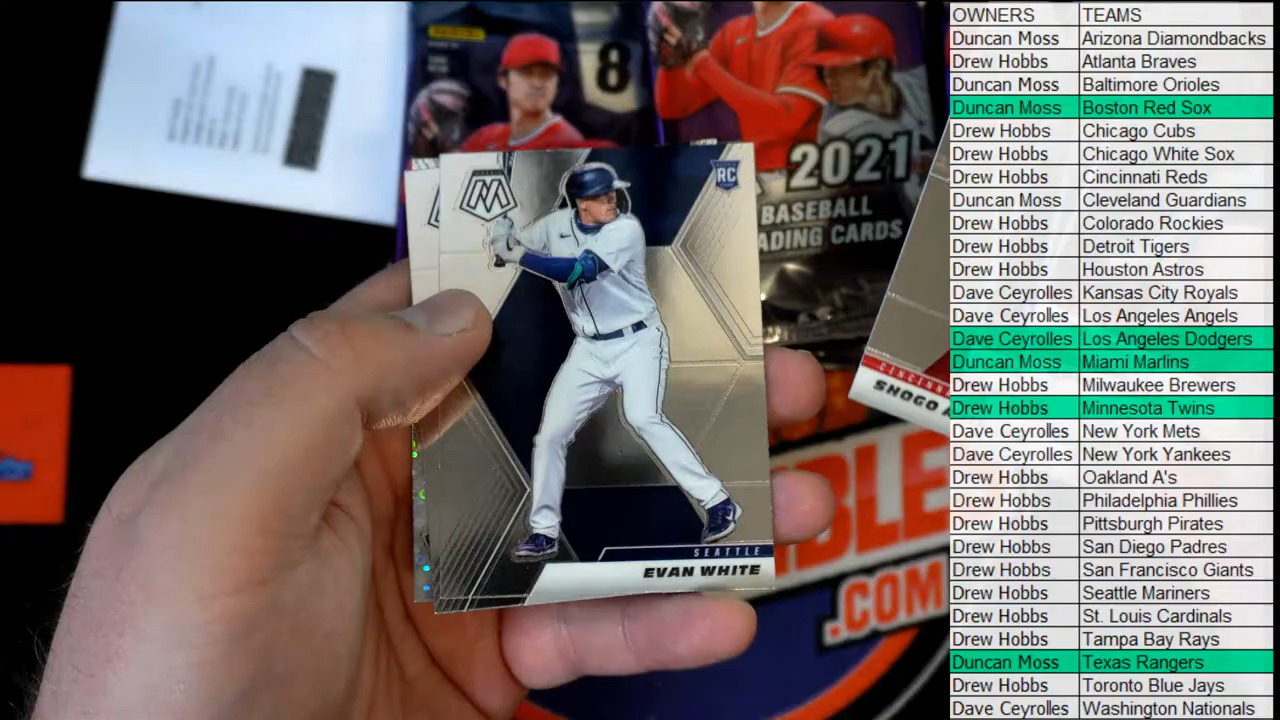 PANINI
8
2021
BASEBALL
ADING CARDS
RC
M
SEATTLE
EVAN WHITE
CINCINN
SHOGO A
BLE
.COM
OWNERS TEAMS
Duncan Moss Arizona Diamondbacks
Drew Hobbs Atlanta Braves
Duncan Moss Baltimore Orioles
Duncan Moss Boston Red Sox
Drew Hobbs Chicago Cubs
Drew Hobbs Chicago White Sox
Drew Hobbs Cincinnati Reds
Duncan Moss Cleveland Guardians
Drew Hobbs Colorado Rockies
Drew Hobbs Detroit Tigers
Drew Hobbs Houston Astros
Dave Ceyrolles Kansas City Royals
Dave Ceyrolles Los Angeles Angels
Dave Ceyrolles Los Angeles Dodgers
Duncan Moss Miami Marlins
Drew Hobbs Milwaukee Brewers
Drew Hobbs Minnesota Twins
Dave Ceyrolles New York Mets
Dave Ceyrolles New York Yankees
Drew Hobbs Oakland A's
Drew Hobbs Philadelphia Phillies
Drew Hobbs Pittsburgh Pirates
Drew Hobbs San Diego Padres
Drew Hobbs San Francisco Giants
Drew Hobbs Seattle Mariners
Drew Hobbs St. Louis Cardinals
Drew Hobbs Tampa Bay Rays
Duncan Moss Texas Rangers
Drew Hobbs Toronto Blue Jays
Dave Ceyrolles Washington Nationals